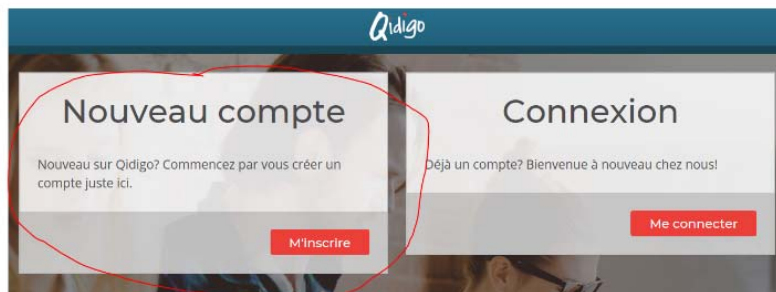 Qidigo
Nouveau compte
Nouveau sur Qidigo? Commencez par vous créer un
compte juste ici.
M'inscrire
Connexion
Déjà un compte? Bienvenue à nouveau chez nous!
Me connecter